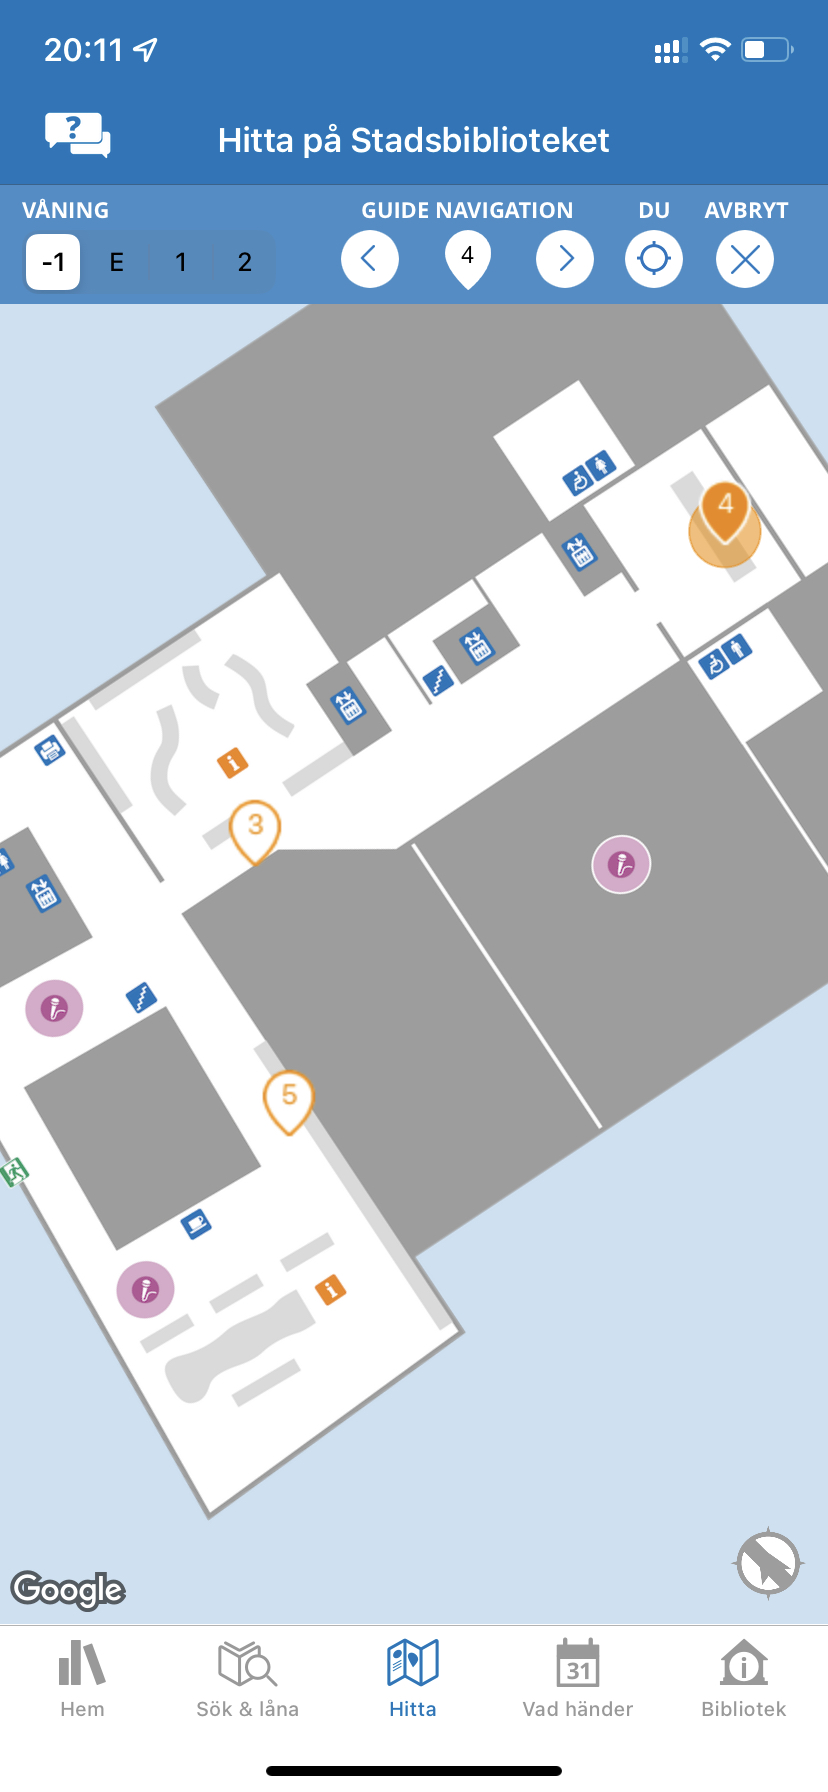 20:11
?
Hitta på Stadsbiblioteket
VÅNING
GUIDE NAVIGATION
DU
AVBRYT
-1 E 1 2
4
4
i
3
5
i
Google
31
i
Hem
Sök & låna
Hitta
Vad händer
Bibliotek